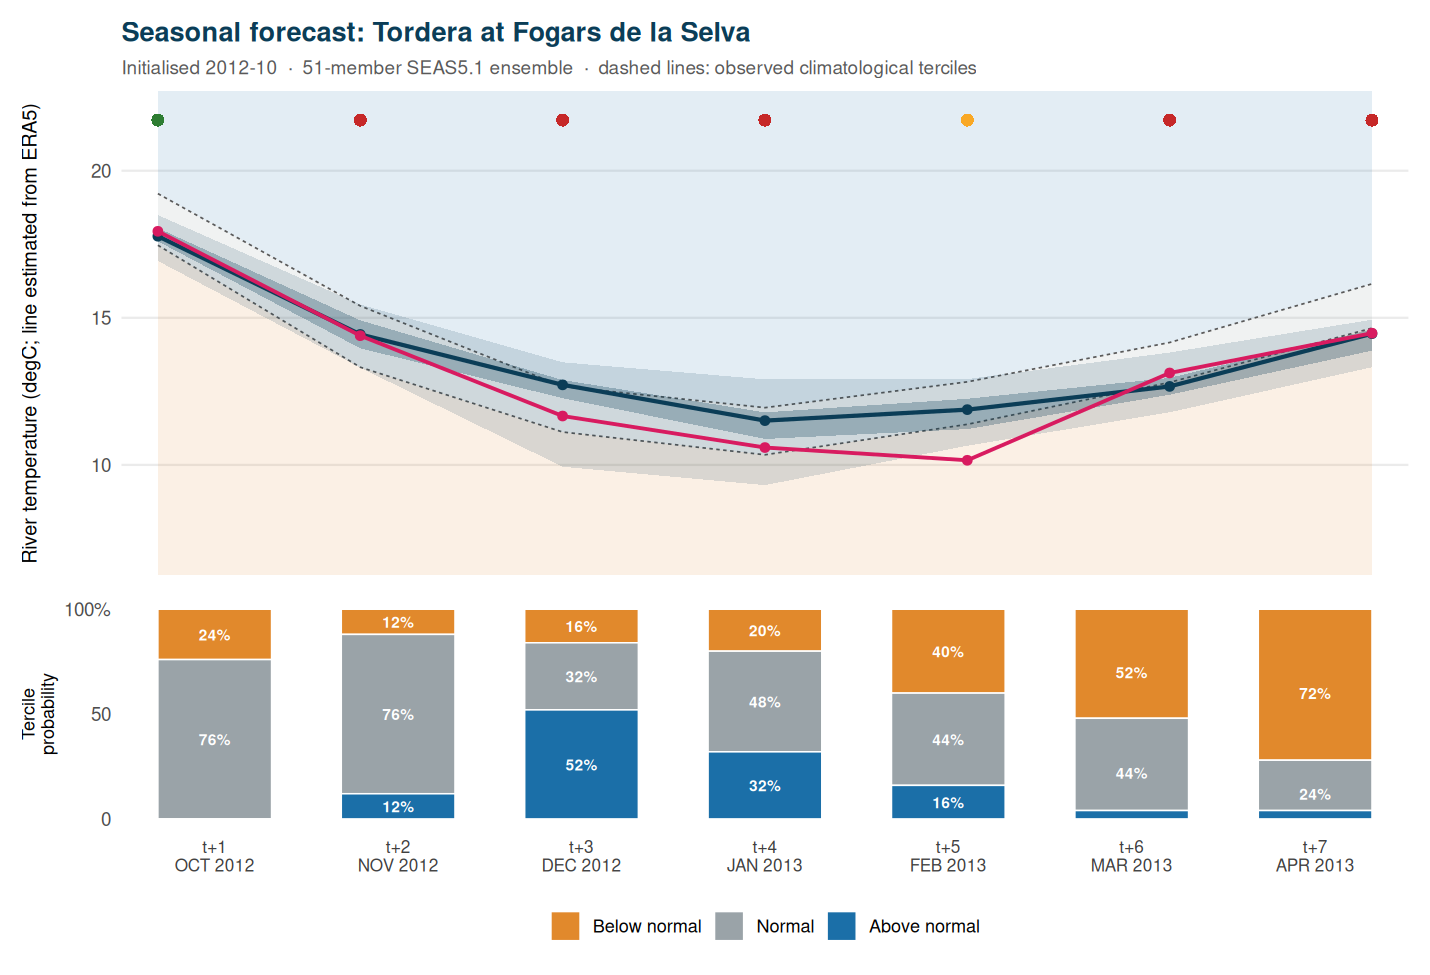 Seasonal forecast: Tordera at Fogars de la Selva
Initialised 2012-10 · 51-member SEAS5.1 ensemble · dashed lines: observed climatological terciles
River temperature (degC; line estimated from ERA5)
20
15
10
Tercile
probability
100%
50
0
24%
76%
12%
76%
12%
16%
32%
52%
20%
48%
32%
40%
44%
16%
52%
44%
72%
24%
t+1
OCT 2012
t+2
NOV 2012
t+3
DEC 2012
t+4
JAN 2013
t+5
FEB 2013
t+6
MAR 2013
t+7
APR 2013
Below normal
Normal
Above normal